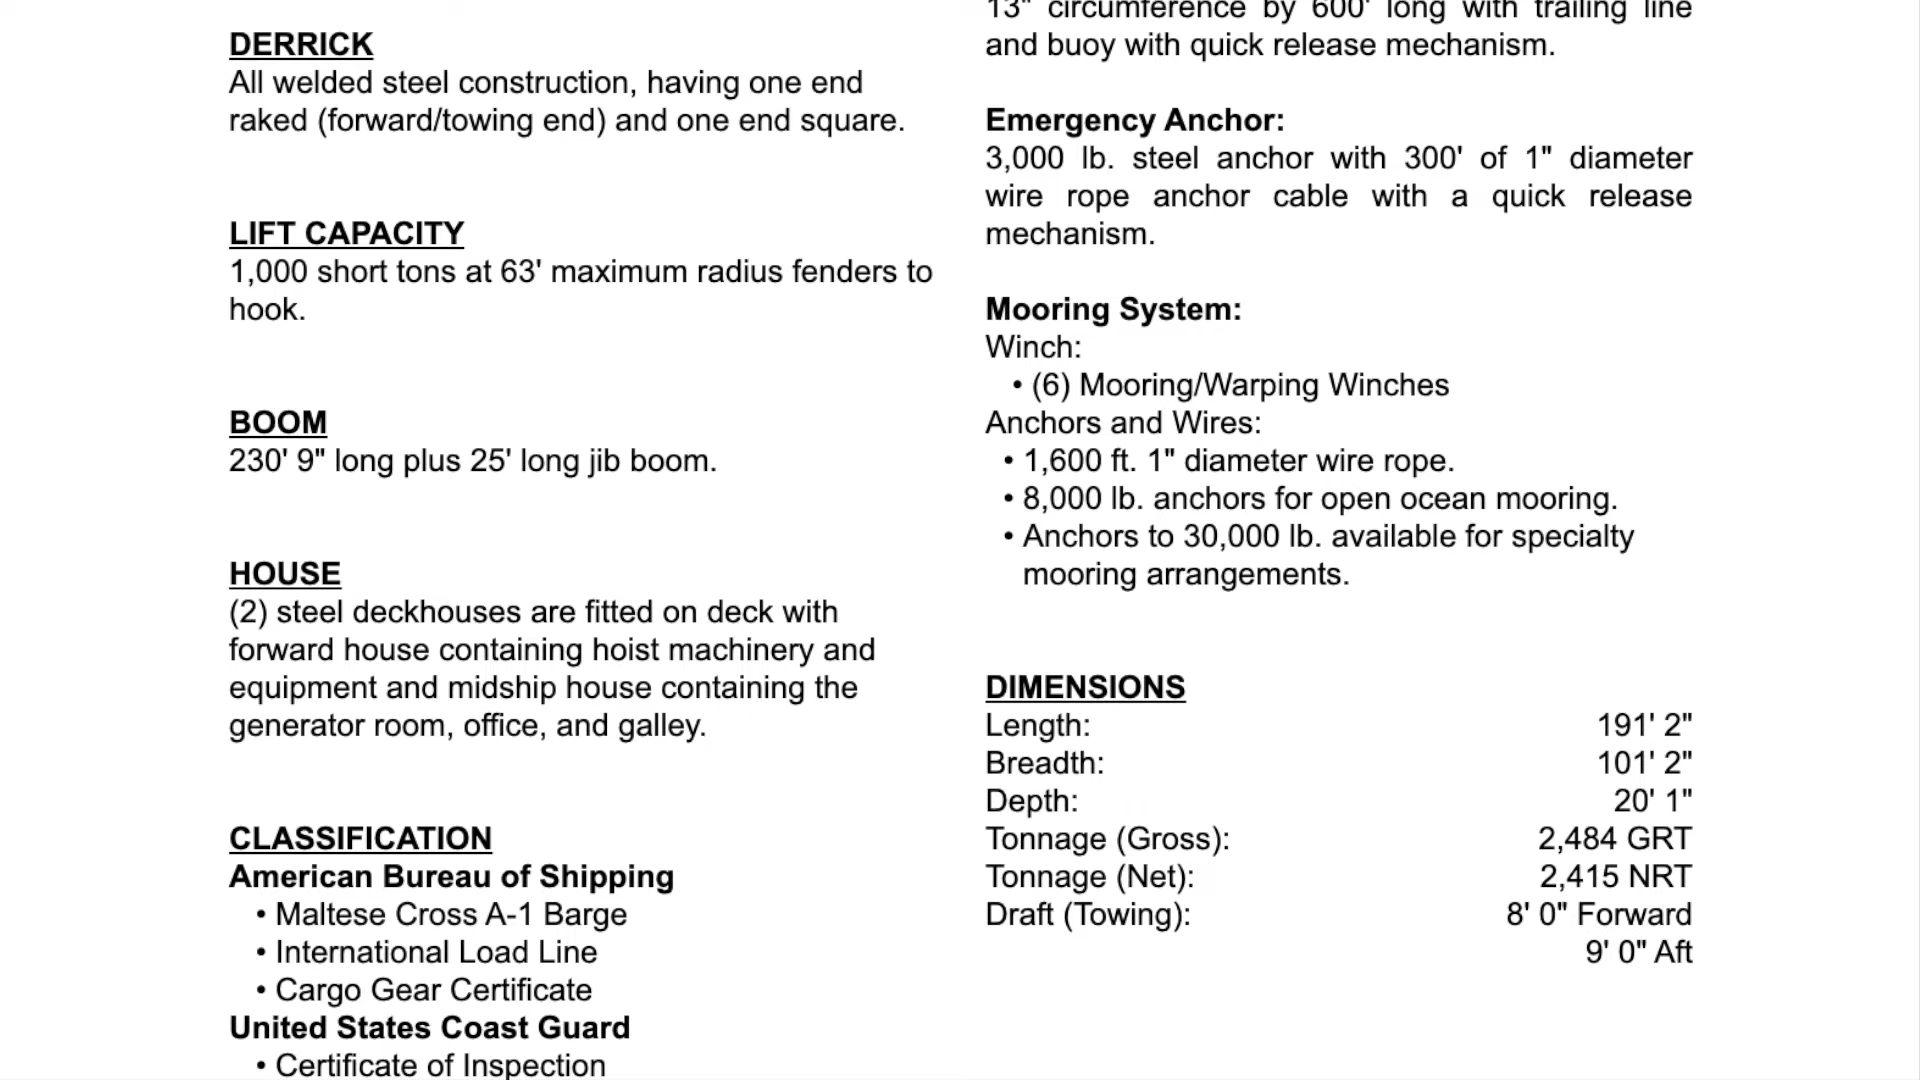 DERRICK
All welded steel construction, having one end
raked (forward/towing end) and one end square.
LIFT CAPACITY
1,000 short tons at 63' maximum radius fenders to
hook.
BOOM
230' 9" long plus 25' long jib boom.
HOUSE
(2) steel deckhouses are fitted on deck with
forward house containing hoist machinery and
equipment and midship house containing the
generator room, office, and galley.
CLASSIFICATION
American Bureau of Shipping
• Maltese Cross A-1 Barge
• International Load Line
• Cargo Gear Certificate
United States Coast Guard
• Certificate of Inspection
13" circumference by 600' long with trailing line
and buoy with quick release mechanism.
Emergency Anchor:
3,000 lb. steel anchor with 300' of 1" diameter
wire rope anchor cable with a quick release
mechanism.
Mooring System:
Winch:
• (6) Mooring/Warping Winches
Anchors and Wires:
• 1,600 ft. 1" diameter wire rope.
• 8,000 lb. anchors for open ocean mooring.
• Anchors to 30,000 lb. available for specialty
mooring arrangements.
DIMENSIONS
Length: 191' 2"
Breadth: 101' 2"
Depth: 20' 1"
Tonnage (Gross): 2,484 GRT
Tonnage (Net): 2,415 NRT
Draft (Towing): 8' 0" Forward
9' 0" Aft